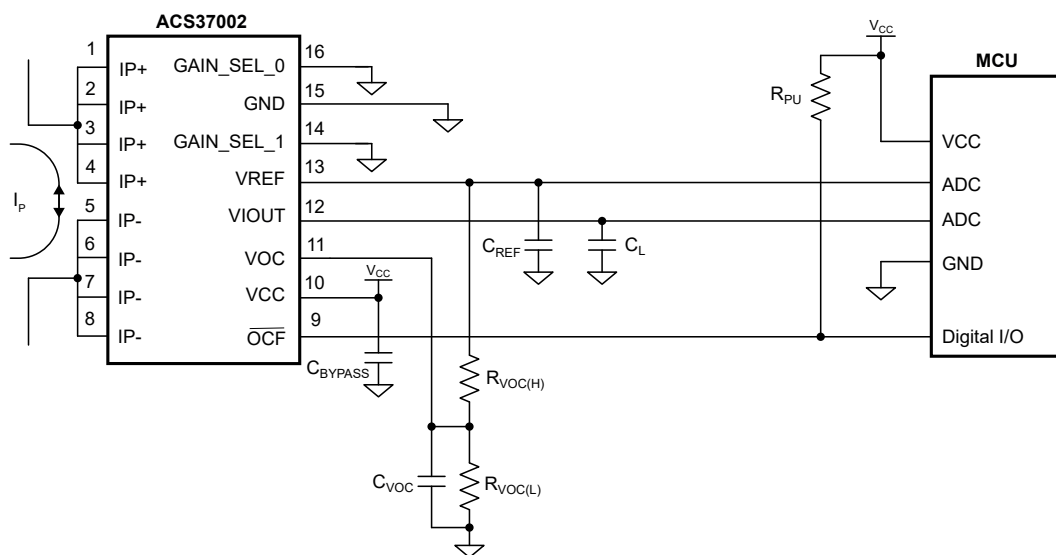 ACS37002
1
IP+
2
IP+
3
IP+
4
IP+
5
IP-
6
IP-
7
IP-
8
IP-
GAIN_SEL_0
16
GND
15
GAIN_SEL_1
14
VREF
13
VIOUT
12
VOC
11
VCC
10
OCF
9
IP
VCC
CBYPASS
CREF
CL
RVOC(H)
CVOC
RVOC(L)
VCC
RPU
MCU
VCC
ADC
ADC
GND
Digital I/O